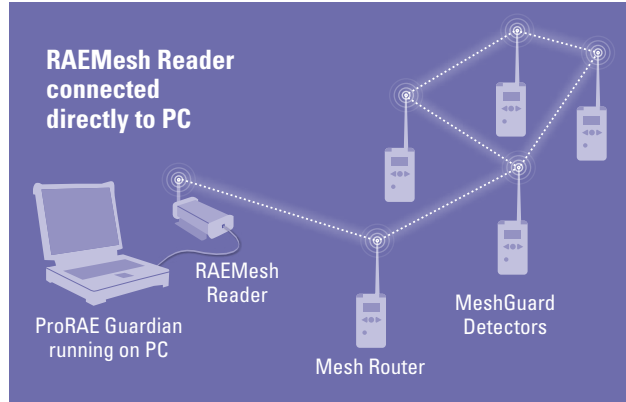 RAEMesh Reader
connected
directly to PC
RAEMesh
Reader
ProRAE Guardian
running on PC
Mesh Router
MeshGuard
Detectors